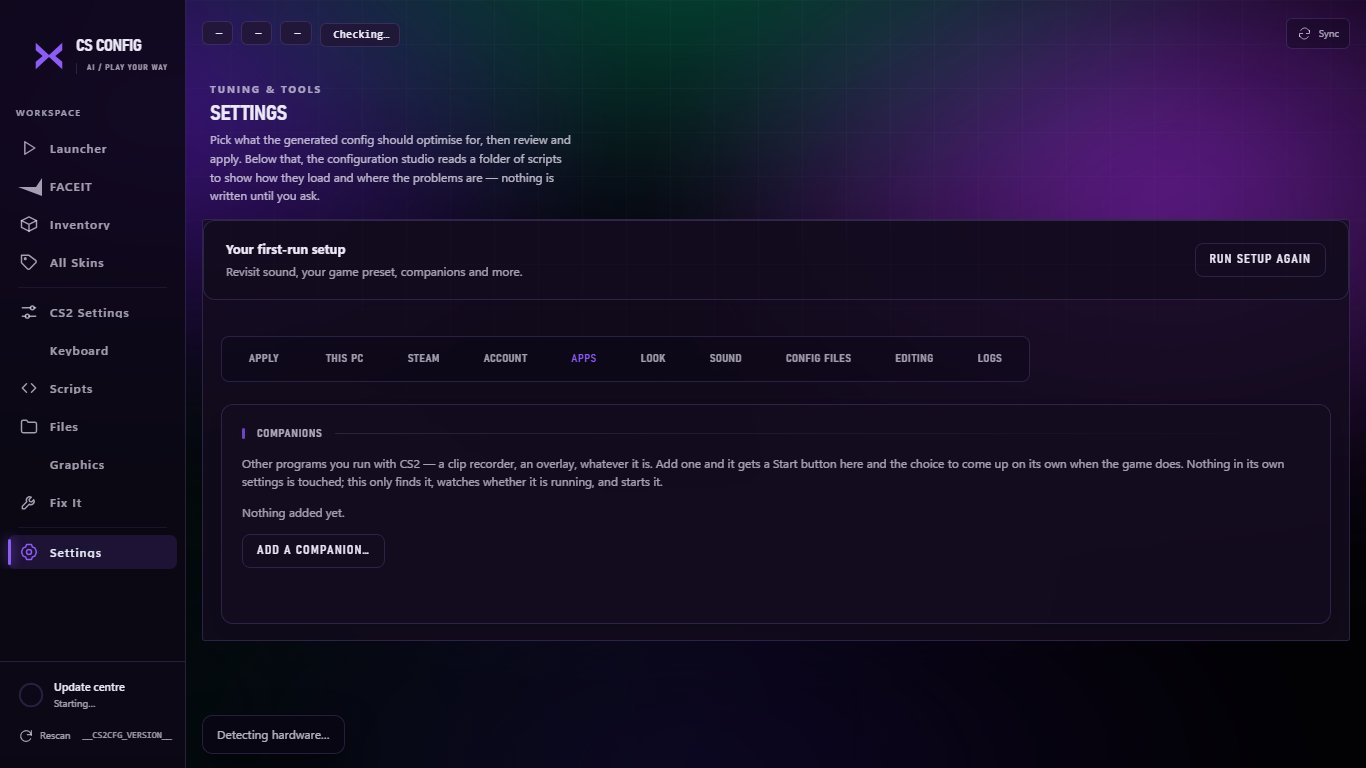 CS CONFIG
AI / PLAY YOUR WAY
WORKSPACE
Launcher
FACEIT
Inventory
All Skins
CS2 Settings
Keyboard
Scripts
Files
Graphics
Fix It
Settings
Update centre
Starting…
Rescan
__CS2CFG_VERSION__
— — — Checking…
Sync
TUNING & TOOLS
SETTINGS
Pick what the generated config should optimise for, then review and
apply. Below that, the configuration studio reads a folder of scripts
to show how they load and where the problems are — nothing is
written until you ask.
Your first-run setup
Revisit sound, your game preset, companions and more.
RUN SETUP AGAIN
APPLY THIS PC STEAM ACCOUNT APPS LOOK SOUND CONFIG FILES EDITING LOGS
COMPANIONS
Other programs you run with CS2 — a clip recorder, an overlay, whatever it is. Add one and it gets a Start button here and the choice to come up on its own when the game does. Nothing in its own
settings is touched; this only finds it, watches whether it is running, and starts it.
Nothing added yet.
ADD A COMPANION…
Detecting hardware…